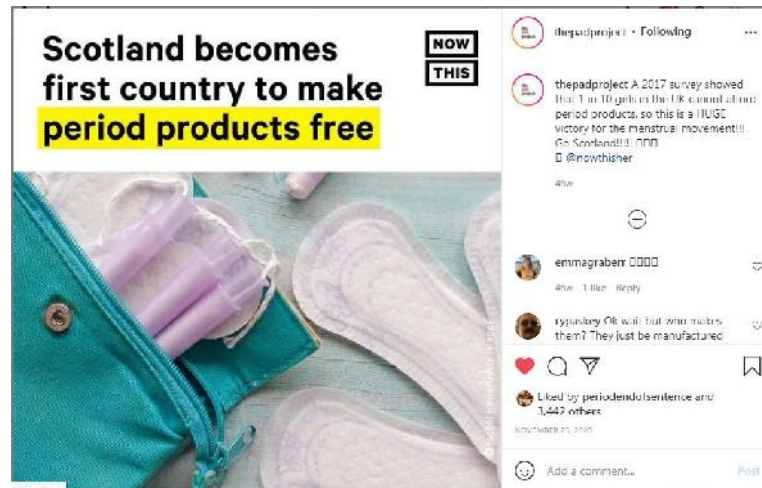 Scotland becomes
first country to make
period products free
NOW
THIS
thepadproject • Following
thepadproject A 2017 survey showed
that 1 in 10 girls in the UK cannot afford
period products, so this is a HUGE
victory for the menstrual movement!!!
Go Scotland!!!!
@nowthisher
emmagraberr
1 like Reply
rypaskey Ok wait but who makes
them? They just be manufactured
Liked by periodendofsentence and
3,442 others
NOVEMBER 25, 2020
Add a comment...
Post